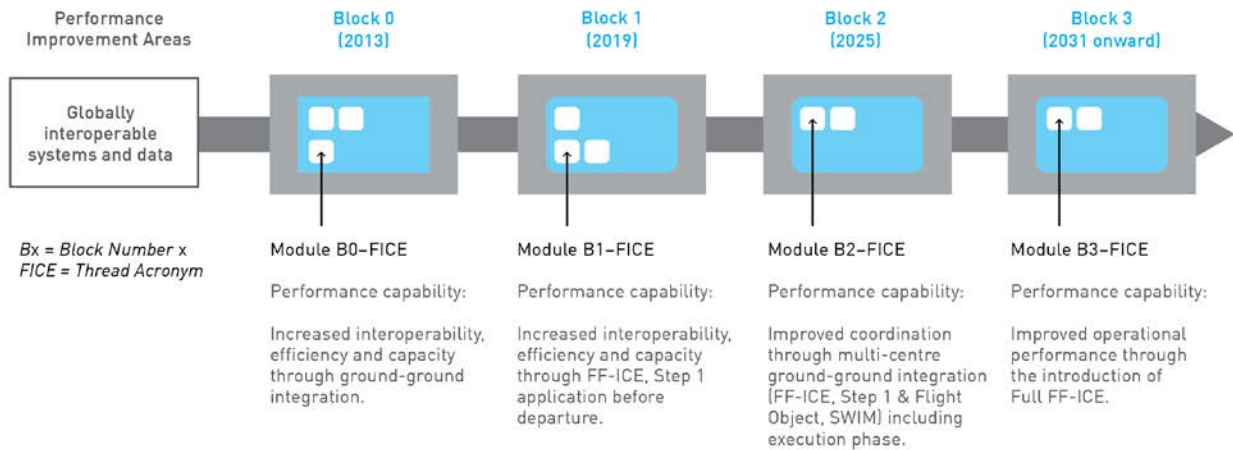 Performance
Improvement Areas
Block 0
(2013)
Block 1
(2019)
Block 2
(2025)
Block 3
(2031 onward)
Globally
interoperable
systems and data
Bx = Block Number x
FICE = Thread Acronym
Module B0–FICE
Performance capability:
Increased interoperability,
efficiency and capacity
through ground-ground
integration.
Module B1–FICE
Performance capability:
Increased interoperability,
efficiency and capacity
through FF-ICE, Step 1
application before
departure.
Module B2–FICE
Performance capability:
Improved coordination
through multi-centre
ground-ground integration
(FF-ICE, Step 1 & Flight
Object, SWIM) including
execution phase.
Module B3–FICE
Performance capability:
Improved operational
performance through
the introduction of
Full FF-ICE.